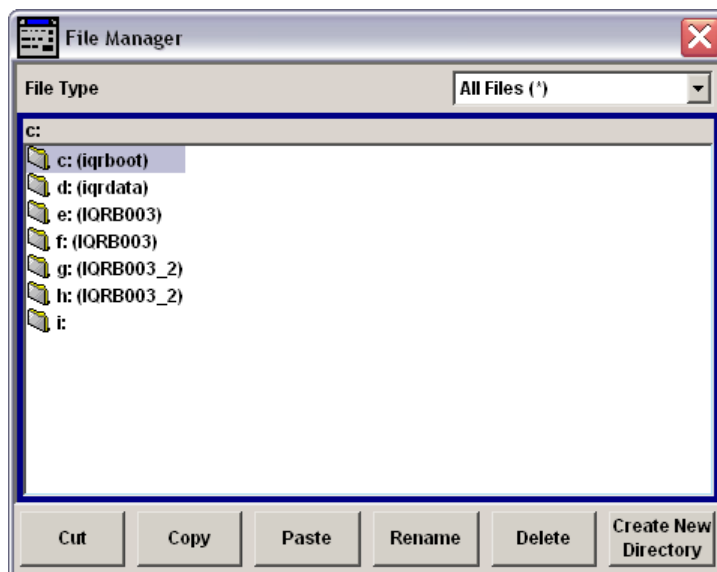 File Manager
File Type
All Files (*)
c:
c: (iqrboot)
d: (iqrdata)
e: (IQRB003)
f: (IQRB003)
g: (IQRB003_2)
h: (IQRB003_2)
i:
Cut
Copy
Paste
Rename
Delete
Create New
Directory